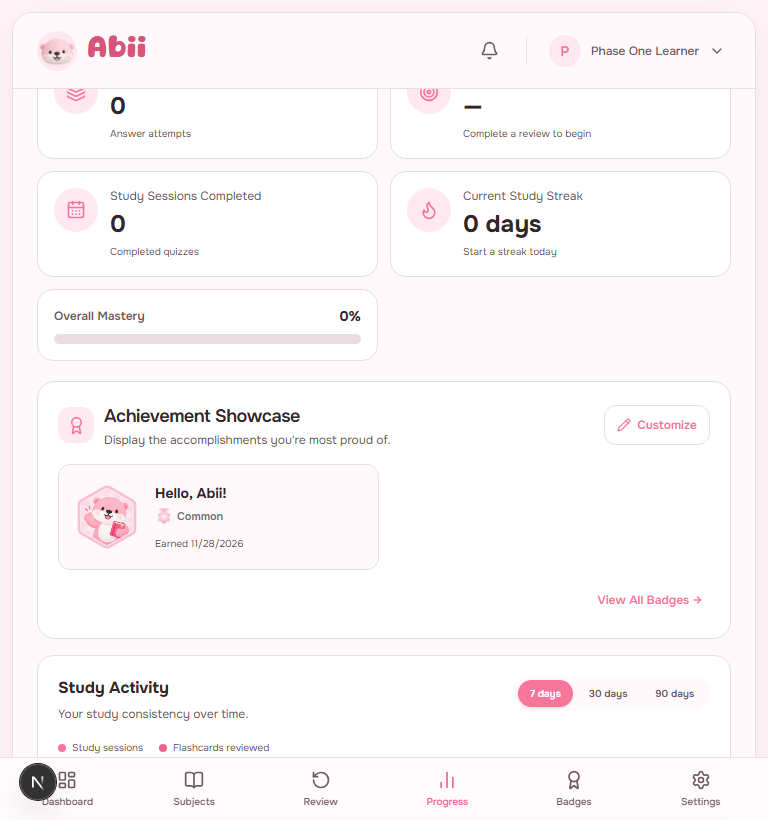 Abii
P
Phase One Learner
0
Answer attempts
—
Complete a review to begin
Study Sessions Completed
0
Completed quizzes
Current Study Streak
0 days
Start a streak today
Overall Mastery
0%
Achievement Showcase
Display the accomplishments you're most proud of.
Customize
Hello, Abii!
Common
Earned 11/28/2026
View All Badges →
Study Activity
Your study consistency over time.
7 days
30 days
90 days
Study sessions
Flashcards reviewed
N
Dashboard
Subjects
Review
Progress
Badges
Settings